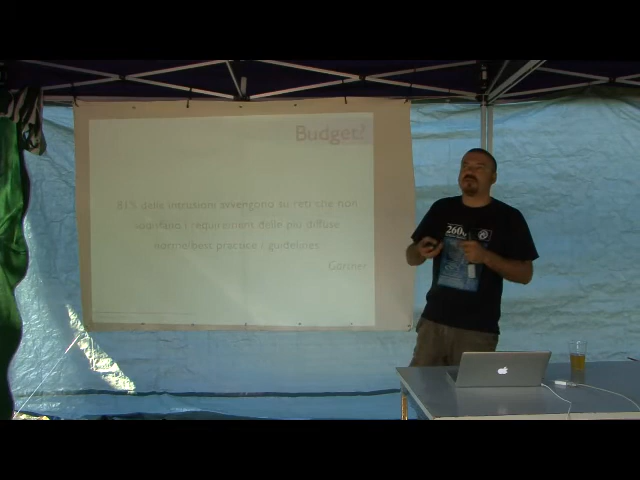 Budget?
81% delle intrusioni avvengono su reti che non
soddisfano i requirement delle più diffuse
norme/best practice / guidelines
Gartner
2600